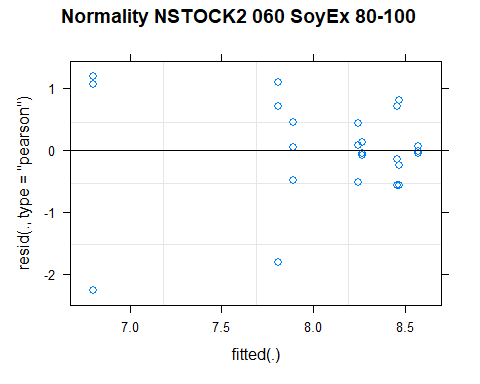 Normality NSTOCK2 060 SoyEx 80-100
resid(., type = "pearson")
1
0
-1
-2
7.0 7.5 8.0 8.5
fitted(.)